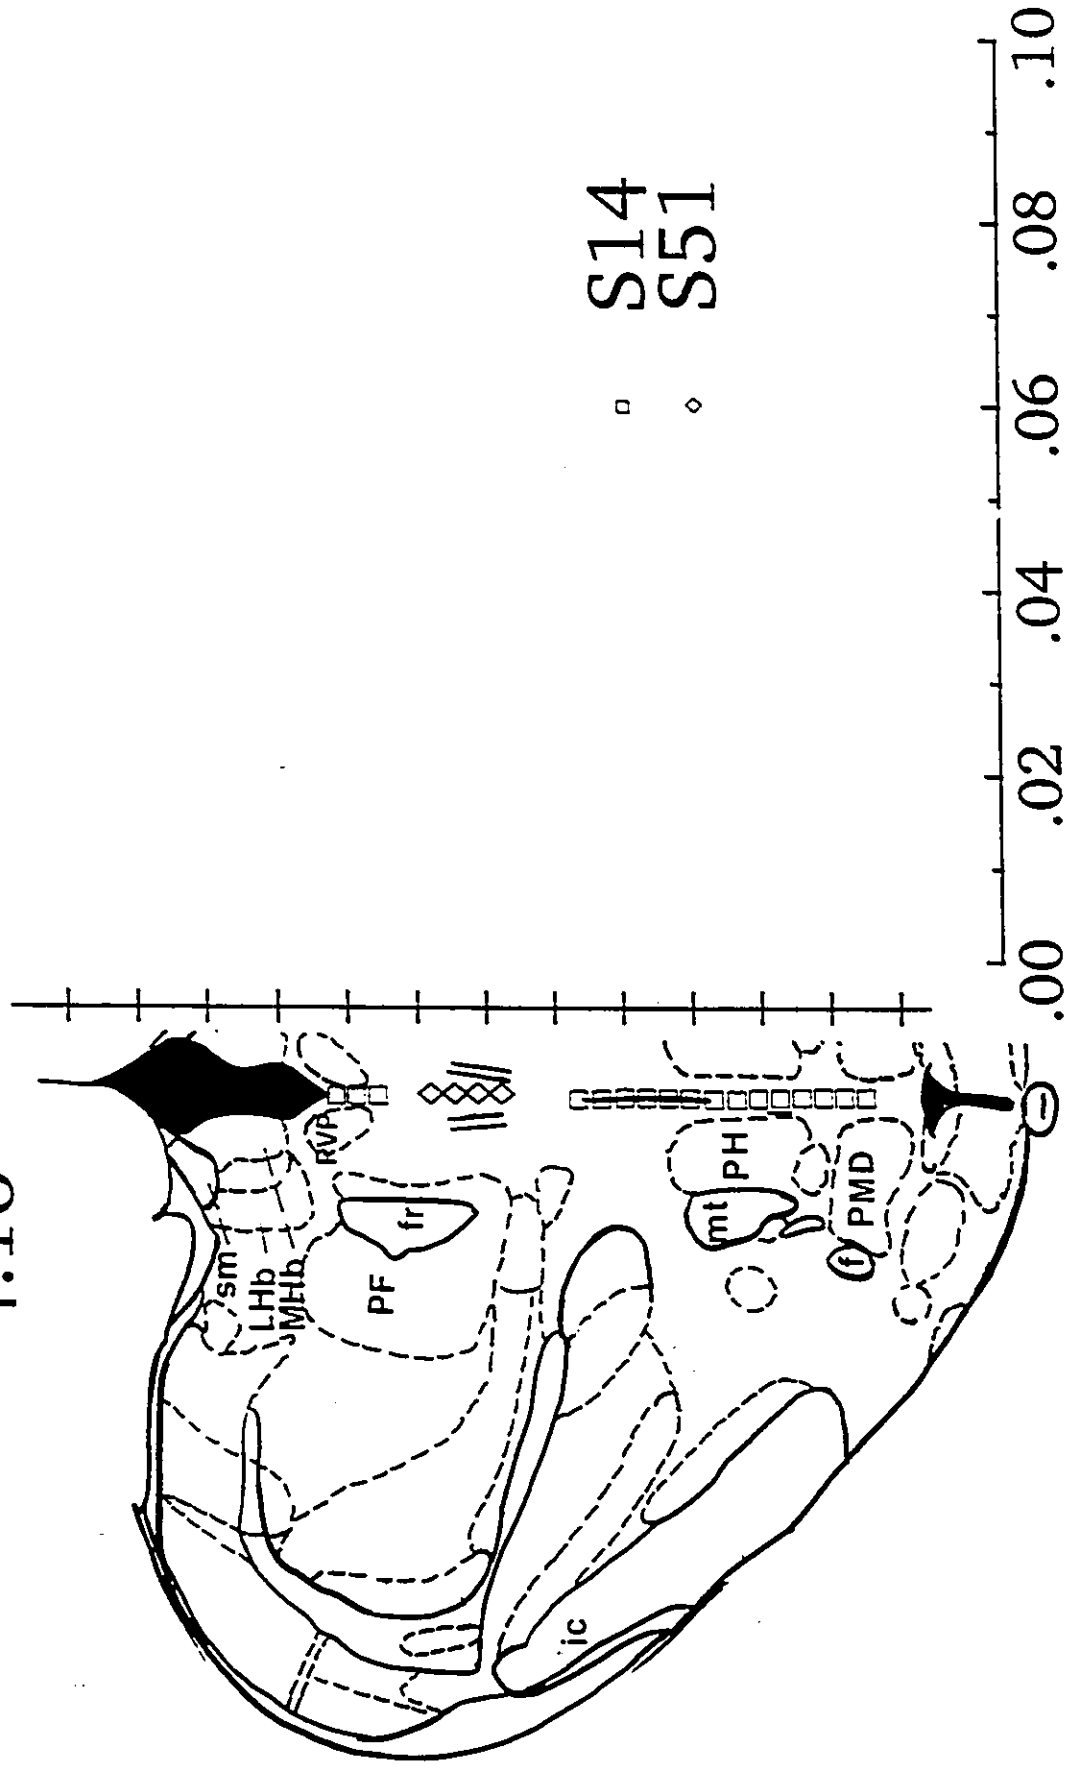 sm
LHb
MHb
RVP
PF
fr
PH
mt
PMD
f
ic
S14
S51
.00 .02 .04 .06 .08 .10